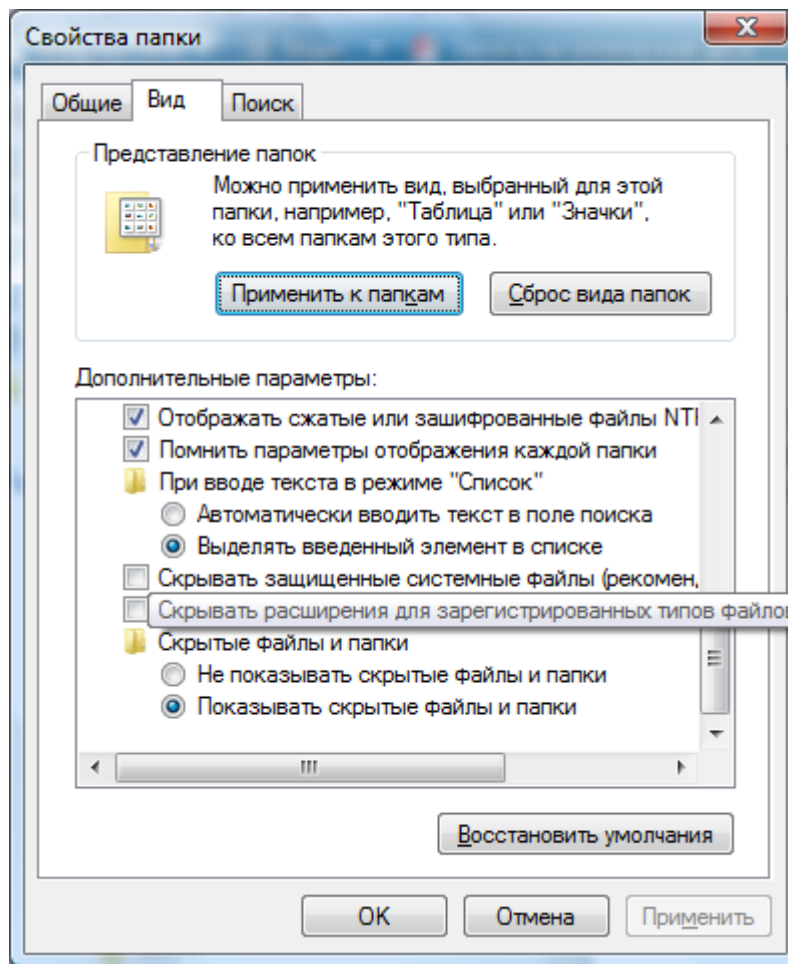 Свойства папки
Общие
Вид
Поиск
Представление папок
Можно применить вид, выбранный для этой
папки, например, "Таблица" или "Значки",
ко всем папкам этого типа.
Применить к папкам
Сброс вида папок
Дополнительные параметры:
Отображать сжатые или зашифрованные файлы
Помнить параметры отображения каждой папки
При вводе текста в режиме "Список"
Автоматически вводить текст в поле поиска
Выделять введенный элемент в списке
Скрывать защищенные системные файлы (рекомен,
Скрывать расширения для зарегистрированных типов файлов
Скрытые файлы и папки
Не показывать скрытые файлы и папки
Показывать скрытые файлы и папки
Восстановить умолчания
OK
Отмена
Применить